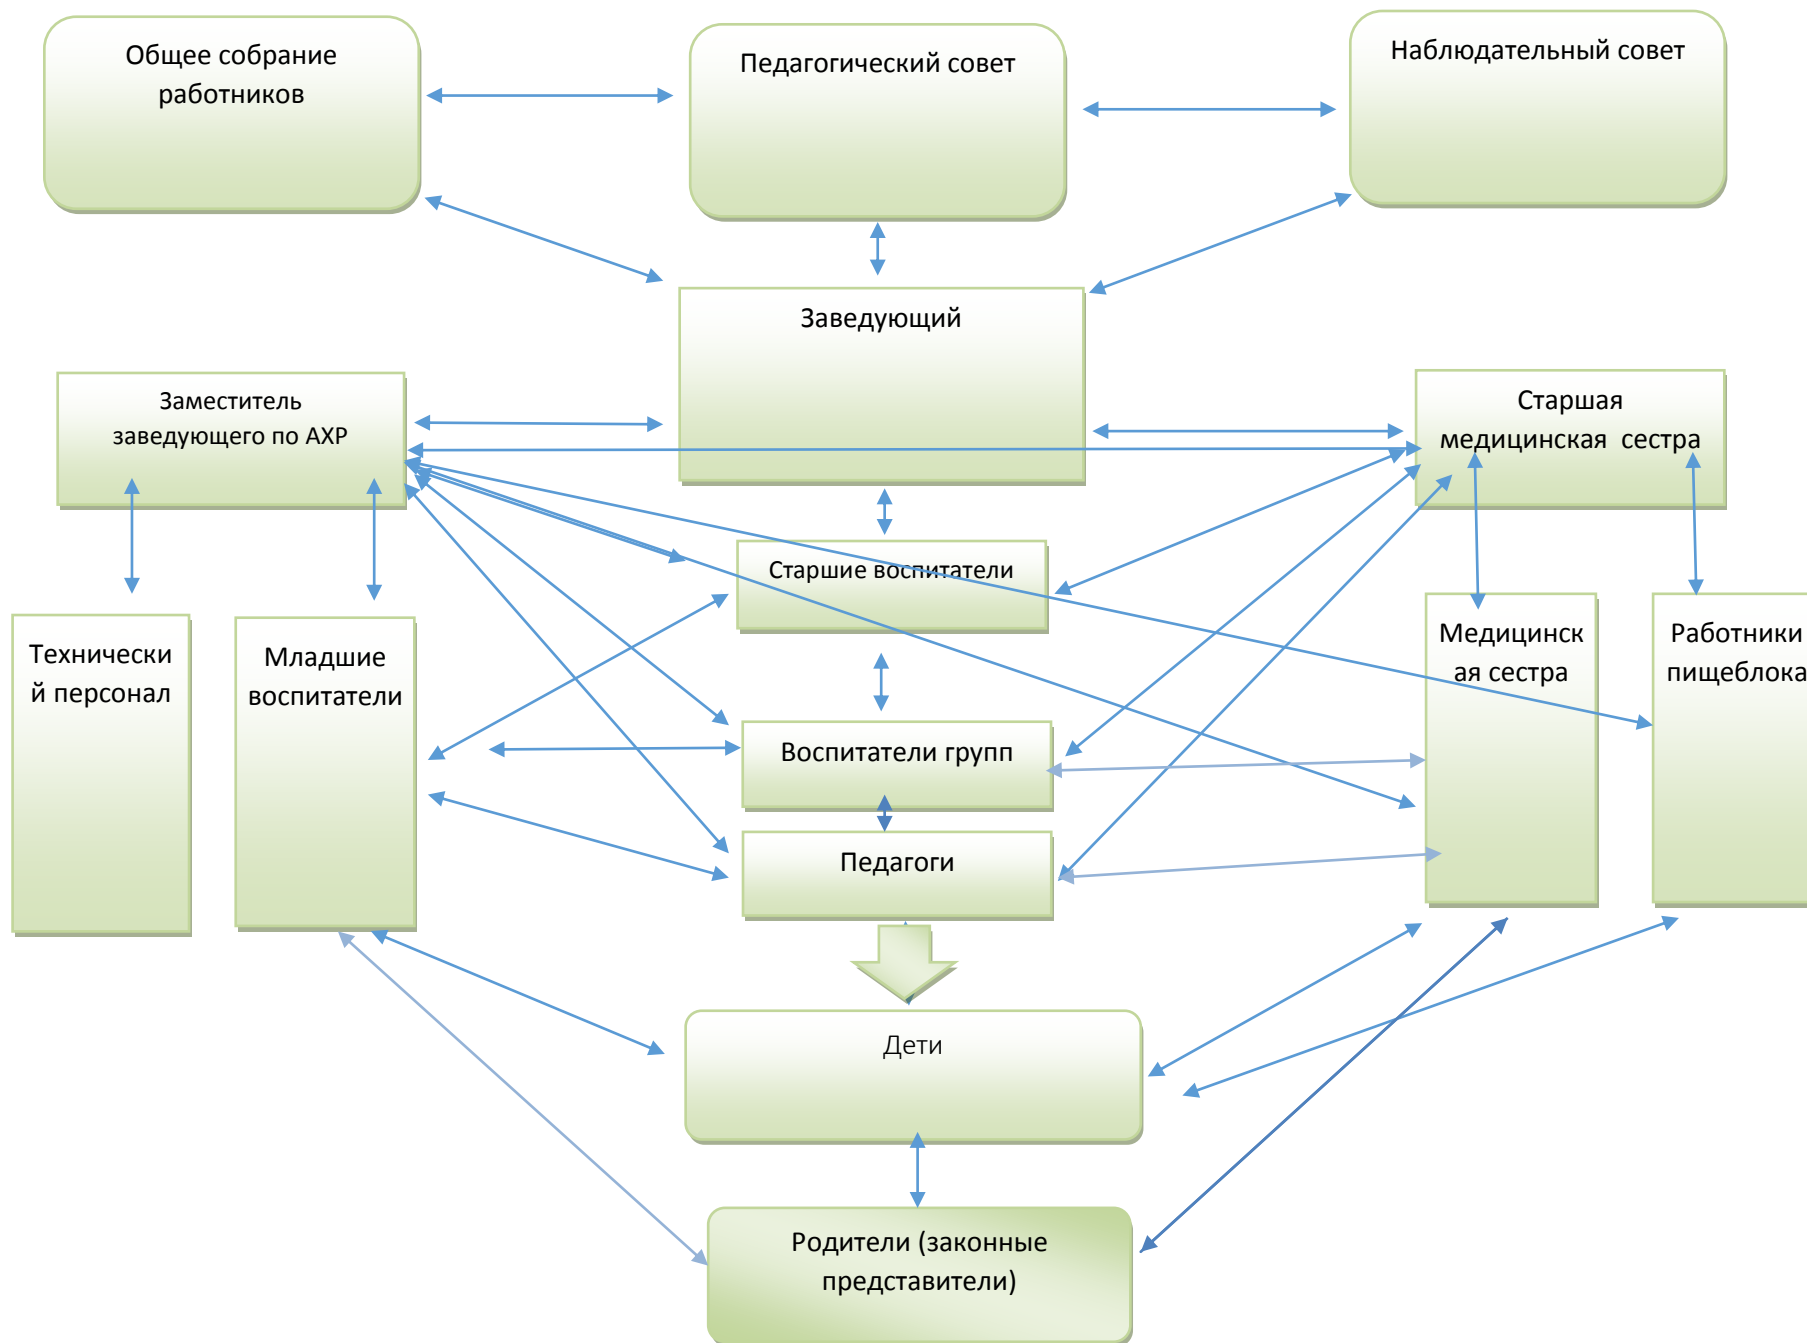 Общее собрание
работников
Педагогический совет
Наблюдательный совет
Заведующий
Заместитель
заведующего по АХР
Старшая
медицинская сестра
Старшие воспитатели
Технически
й персонал
Младшие
воспитатели
Медицинск
ая сестра
Работники
пищеблока
Воспитатели групп
Педагоги
Дети
Родители (законные
представители)